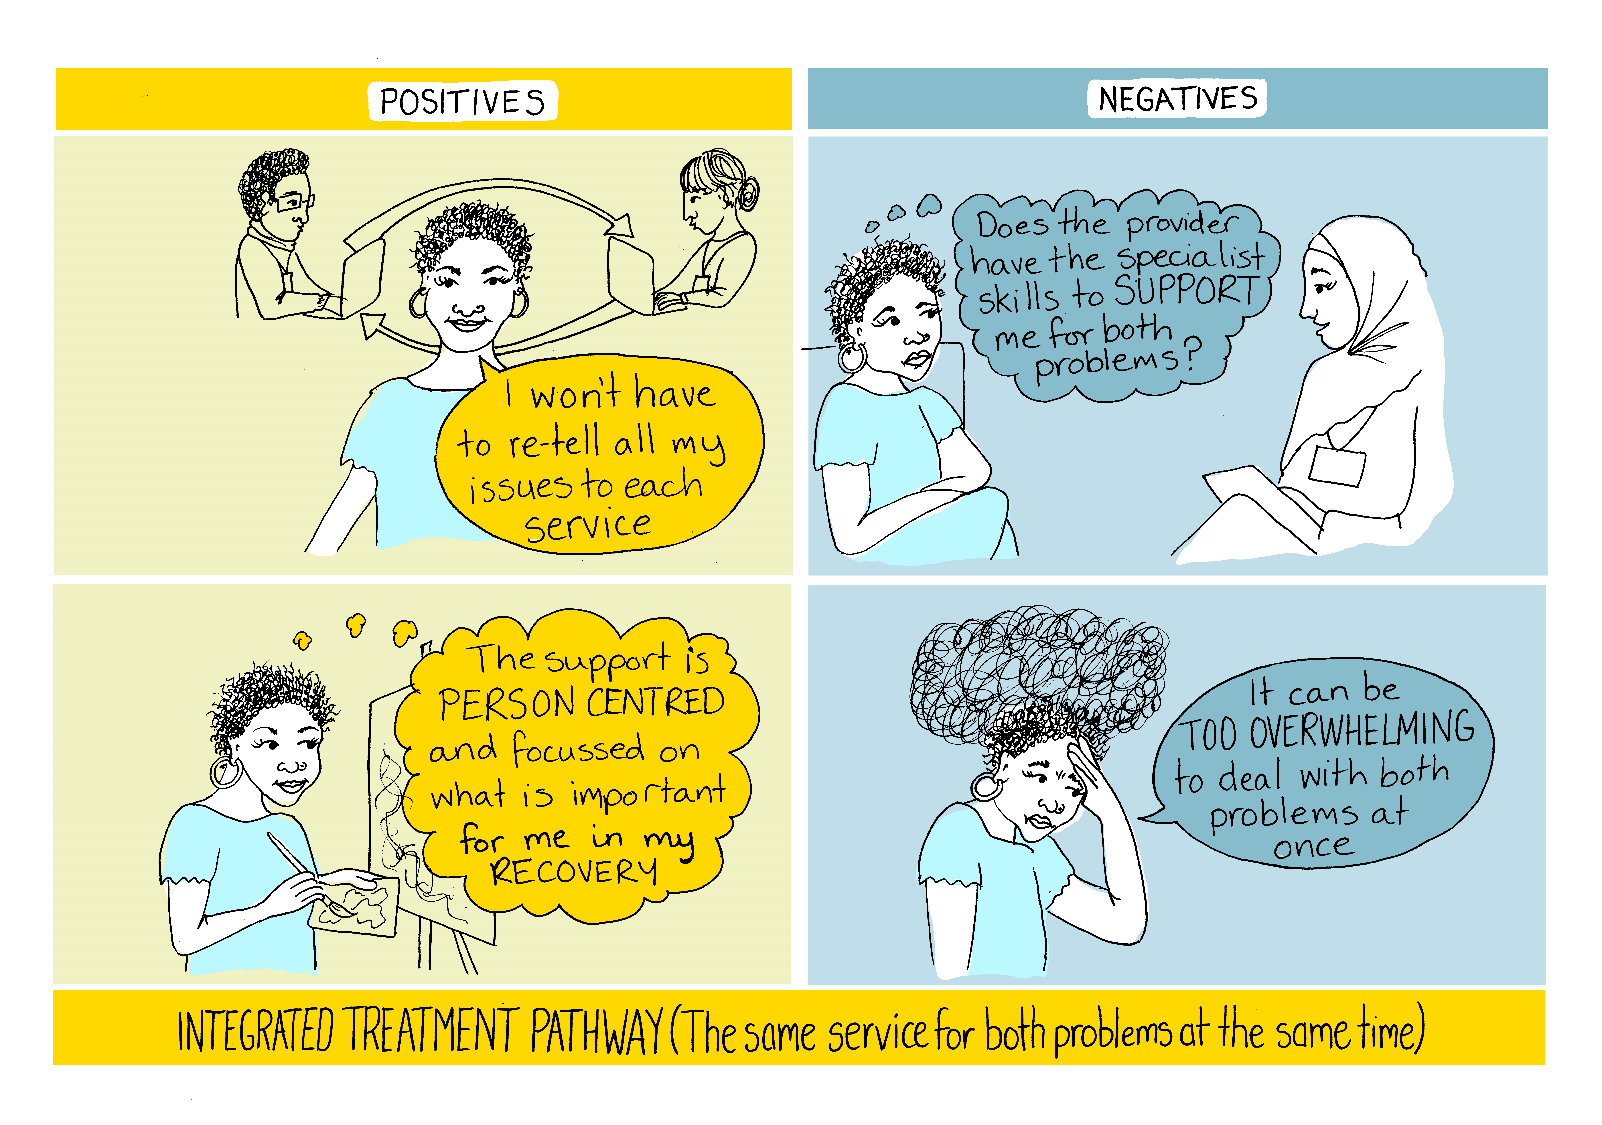 POSITIVES
I won't have
to re-tell all my
issues to each
service
The support is
PERSON CENTRED
and focussed on
what is important
for me in my
RECOVERY
NEGATIVES
Does the provider
have the specialist
skills to SUPPORT
me for both
problems?
It can be
TOO OVERWHELMING
to deal with both
problems at
once
INTEGRATED TREATMENT PATHWAY (The same service for both problems at the same time)